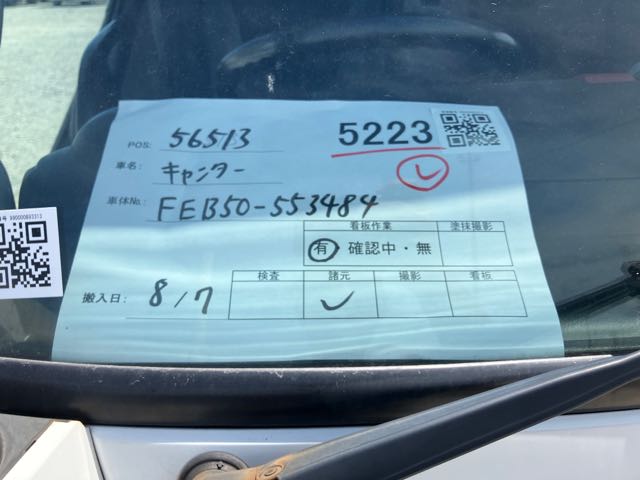 POS: 56513 5223
車名: キャンター
車体No.: FEB50-553484
看板作業 塗抹撮影
有 確認中・無
検査 諸元 撮影 看板
搬入日: 8/7